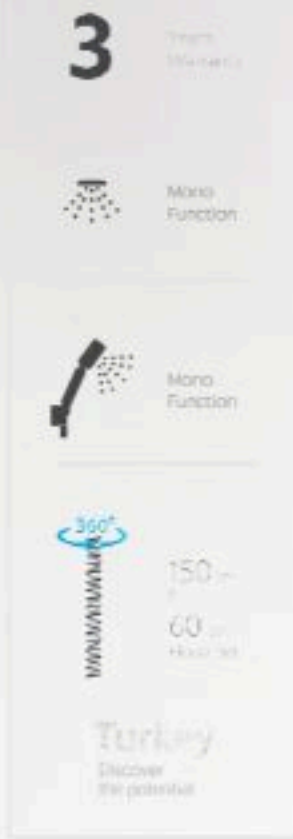 3
Years
Warranty
Mono
Function
Mono
Function
360°
150
60
Turkey
Discover
the potential